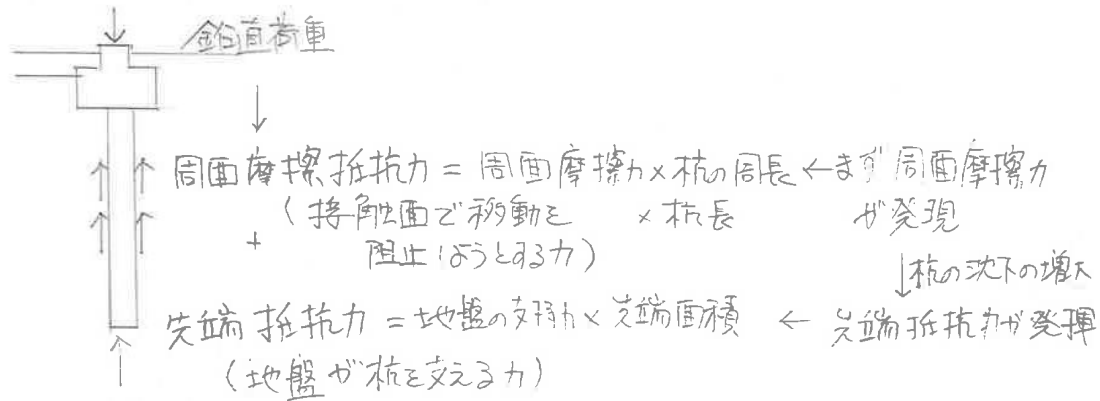 鉛直荷重
周面摩擦抵抗力 = 周面摩擦力×杭の周長 ← まず周面摩擦力
(接触面で移動を ×杭長 が発現
+ 阻止しようとする力)
↓杭の沈下の増大
先端抵抗力 = 地盤の支持力×先端面積 ← 先端抵抗力が発揮
(地盤が杭を支える力)